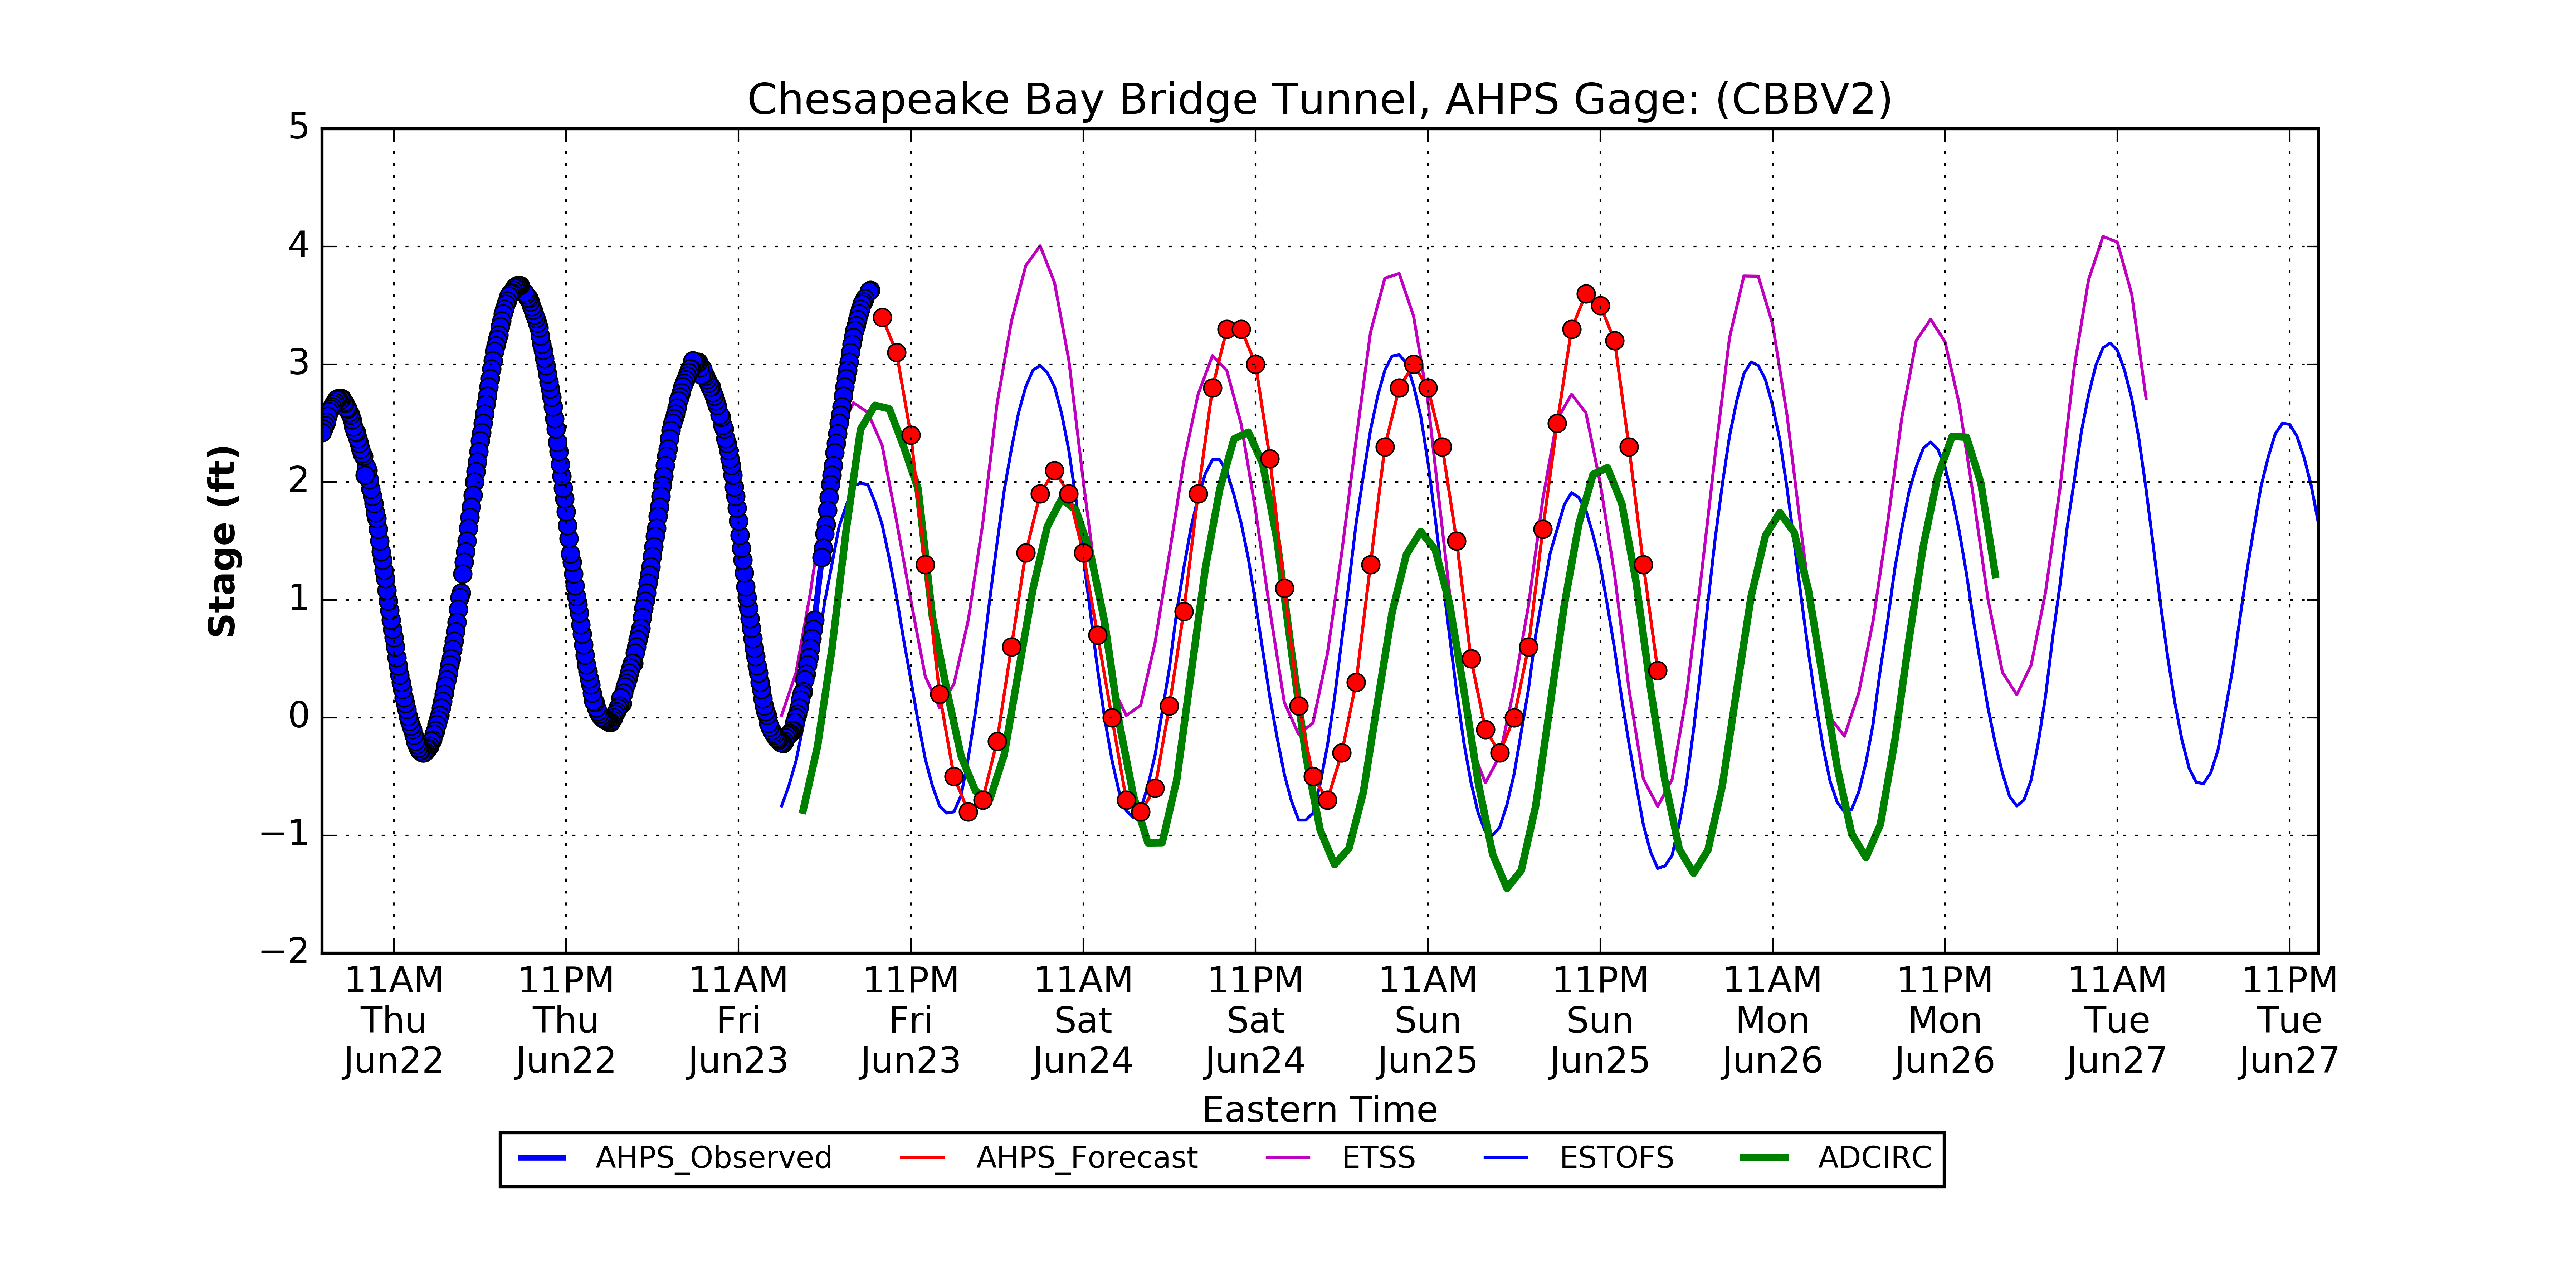 Chesapeake Bay Bridge Tunnel, AHPS Gage: (CBBV2)
5
4
3
2
1
0
−1
−2
Stage (ft)
11AM 11PM 11AM 11PM 11AM 11PM 11AM 11PM 11AM 11PM 11AM 11PM
Thu Thu Fri Fri Sat Sat Sun Sun Mon Mon Tue Tue
Jun22 Jun22 Jun23 Jun23 Jun24 Jun24 Jun25 Jun25 Jun26 Jun26 Jun27 Jun27
Eastern Time
AHPS_Observed AHPS_Forecast ETSS ESTOFS ADCIRC